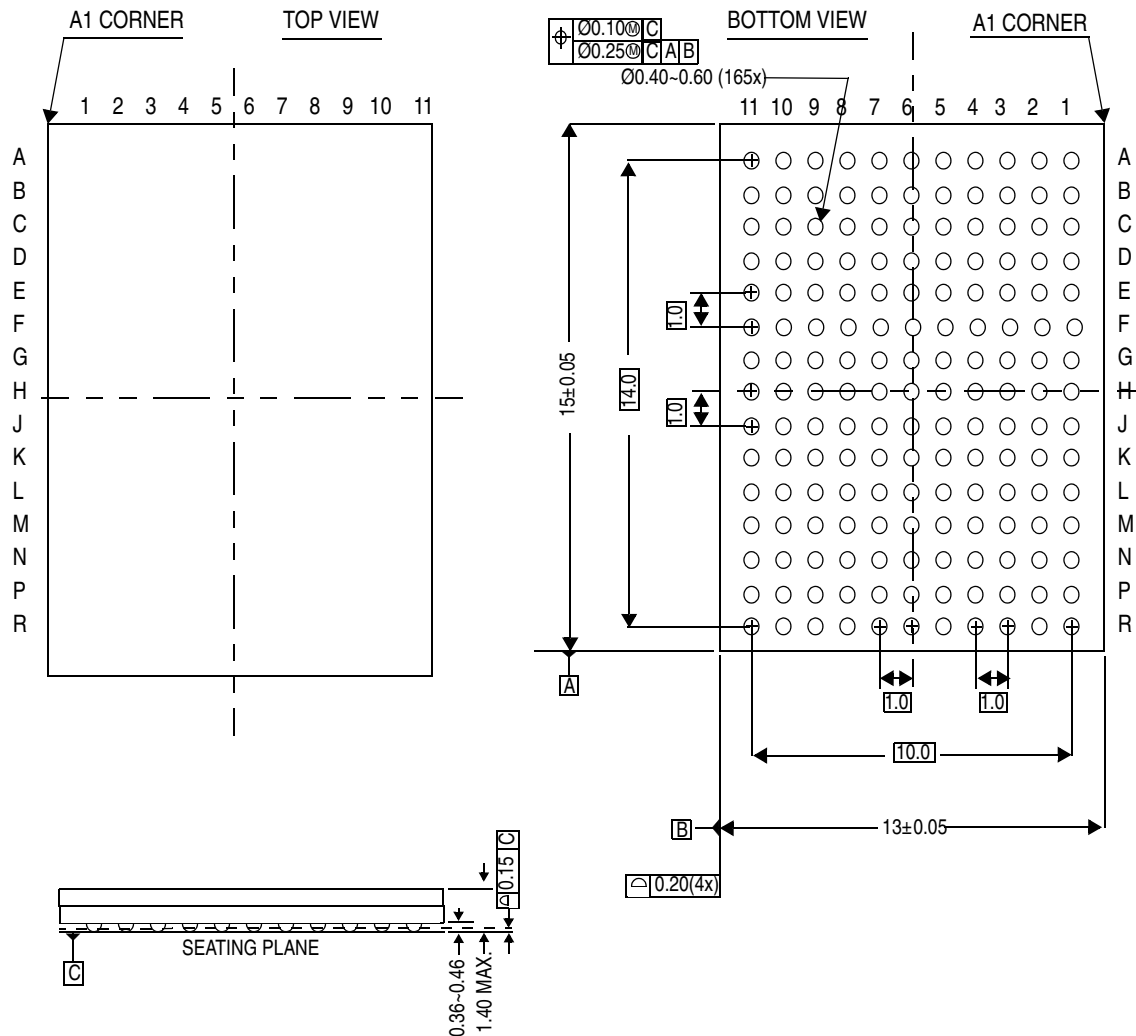 A1 CORNER
TOP VIEW
1 2 3 4 5 6 7 8 9 10 11
A
B
C
D
E
F
G
H
J
K
L
M
N
P
R
Ø0.10Ⓜ C
Ø0.25Ⓜ C A B
BOTTOM VIEW
A1 CORNER
Ø0.40~0.60 (165x)
11 10 9 8 7 6 5 4 3 2 1
A
B
C
D
E
F
G
H
J
K
L
M
N
P
R
15±0.05
14.0
1.0
1.0
A
1.0
1.0
10.0
B
13±0.05
0.20(4x)
0.15 C
SEATING PLANE
C
0.36~0.46
1.40 MAX.